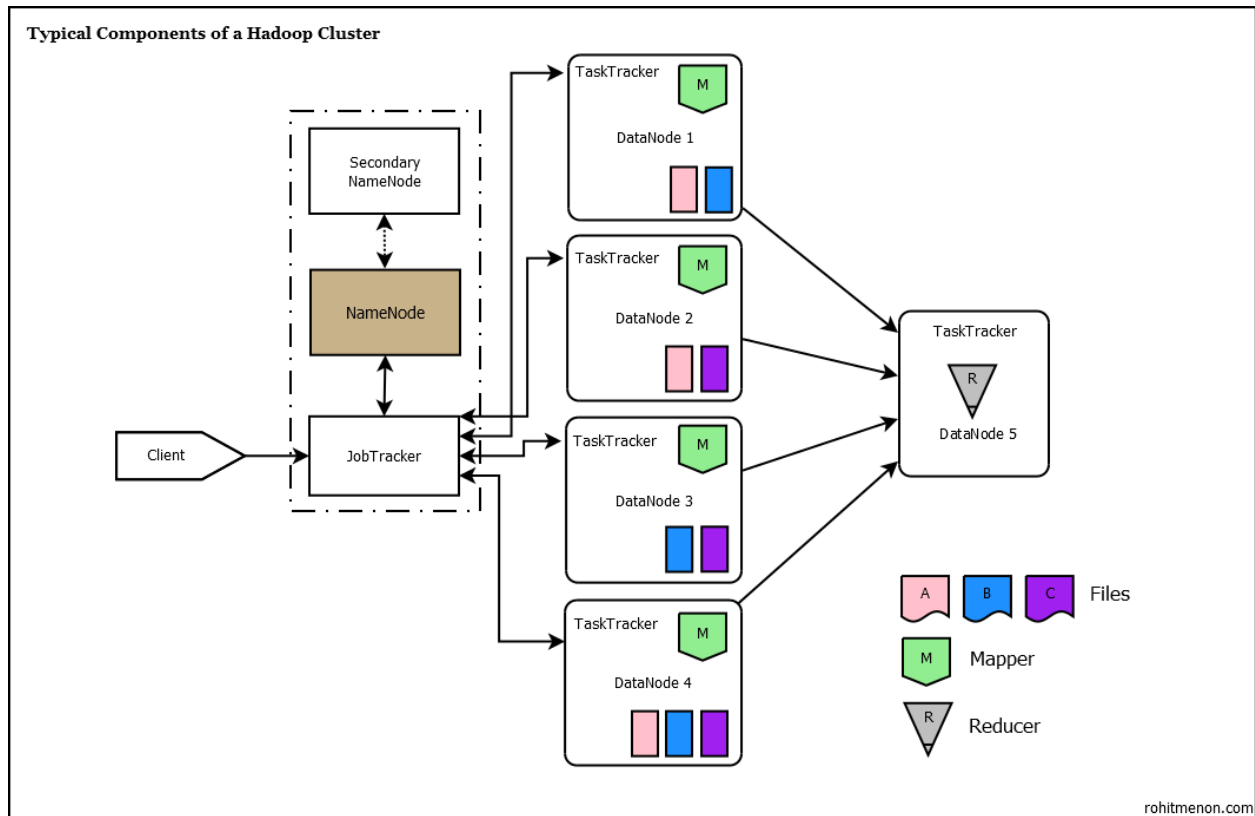 Typical Components of a Hadoop Cluster
Secondary
NameNode
NameNode
JobTracker
Client
TaskTracker
M
DataNode 1
TaskTracker
M
DataNode 2
TaskTracker
M
DataNode 3
TaskTracker
M
DataNode 4
TaskTracker
R
DataNode 5
A B C Files
M Mapper
R Reducer
rohitmenon.com